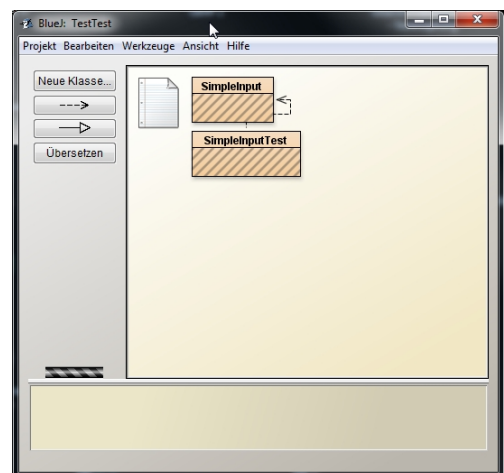 BlueJ: TestTest
Projekt Bearbeiten Werkzeuge Ansicht Hilfe
Neue Klasse...
Übersetzen
SimpleInput
SimpleInputTest